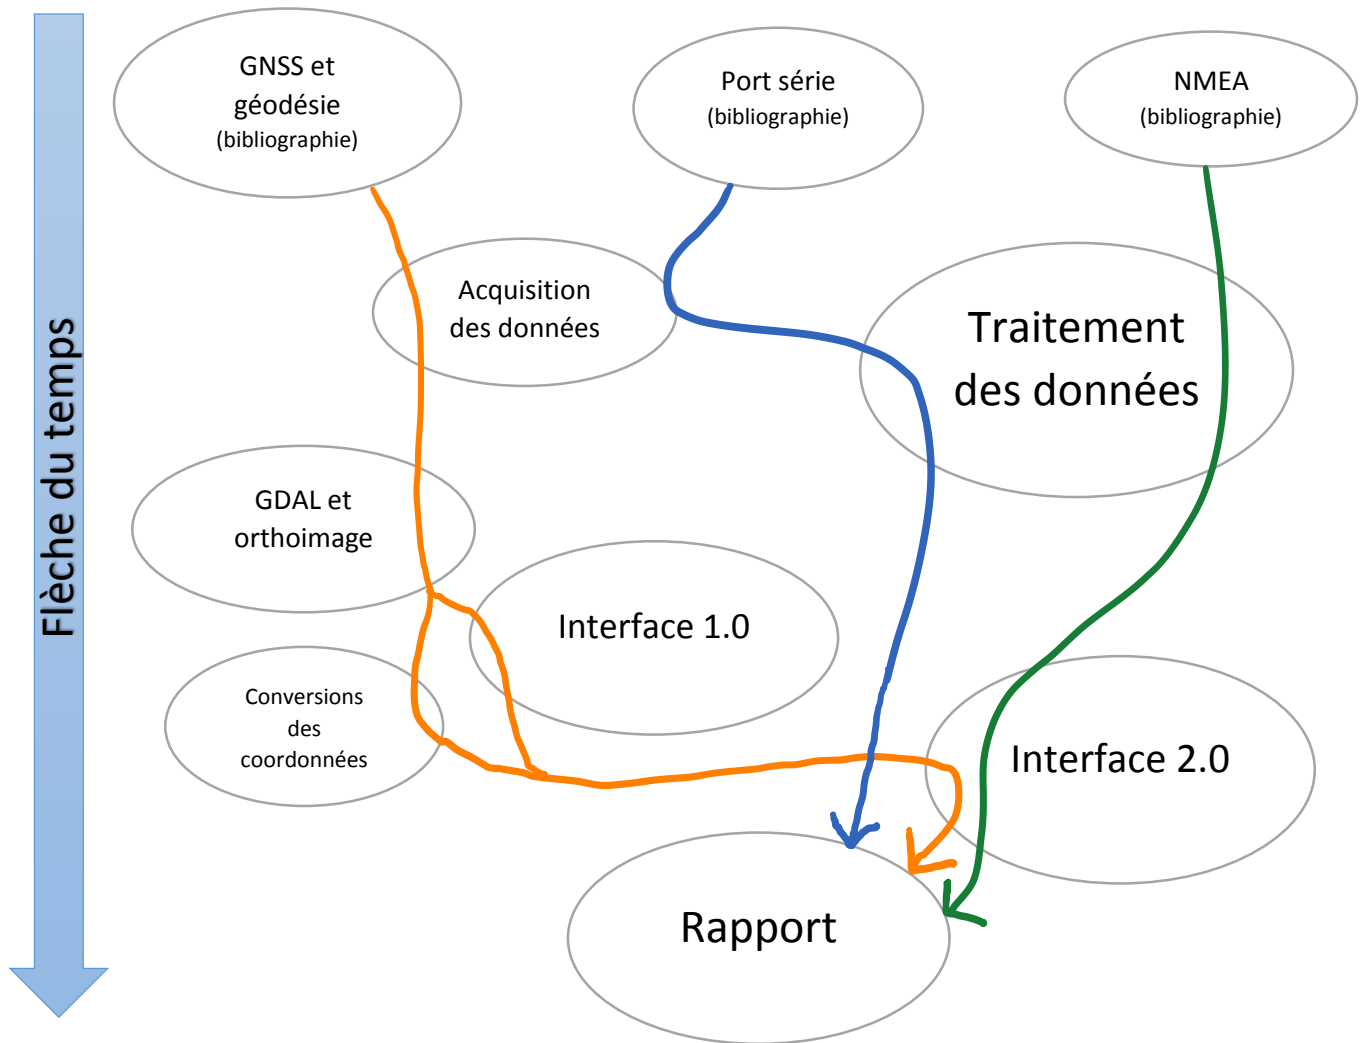 Flèche du temps
GNSS et
géodésie
(bibliographie)
Port série
(bibliographie)
NMEA
(bibliographie)
Acquisition
des données
Traitement
des données
GDAL et
orthoimage
Interface 1.0
Conversions
des
coordonnées
Interface 2.0
Rapport